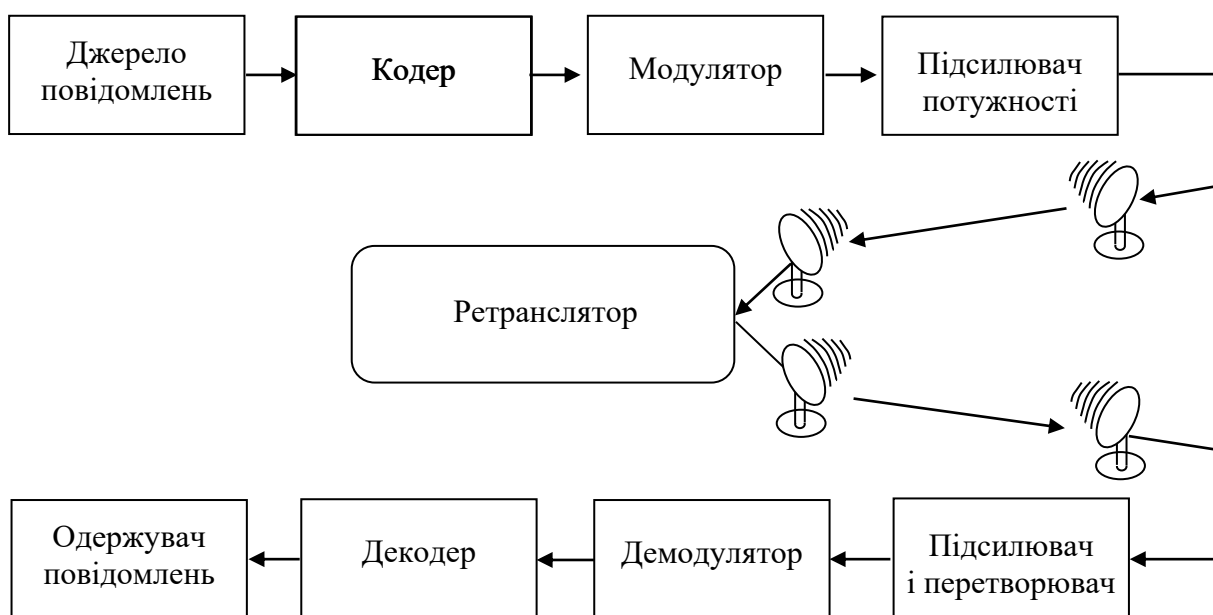 Джерело
повідомлень
Кодер
Модулятор
Підсилювач
потужності
Ретранслятор
Одержувач
повідомлень
Декодер
Демодулятор
Підсилювач
і перетворювач